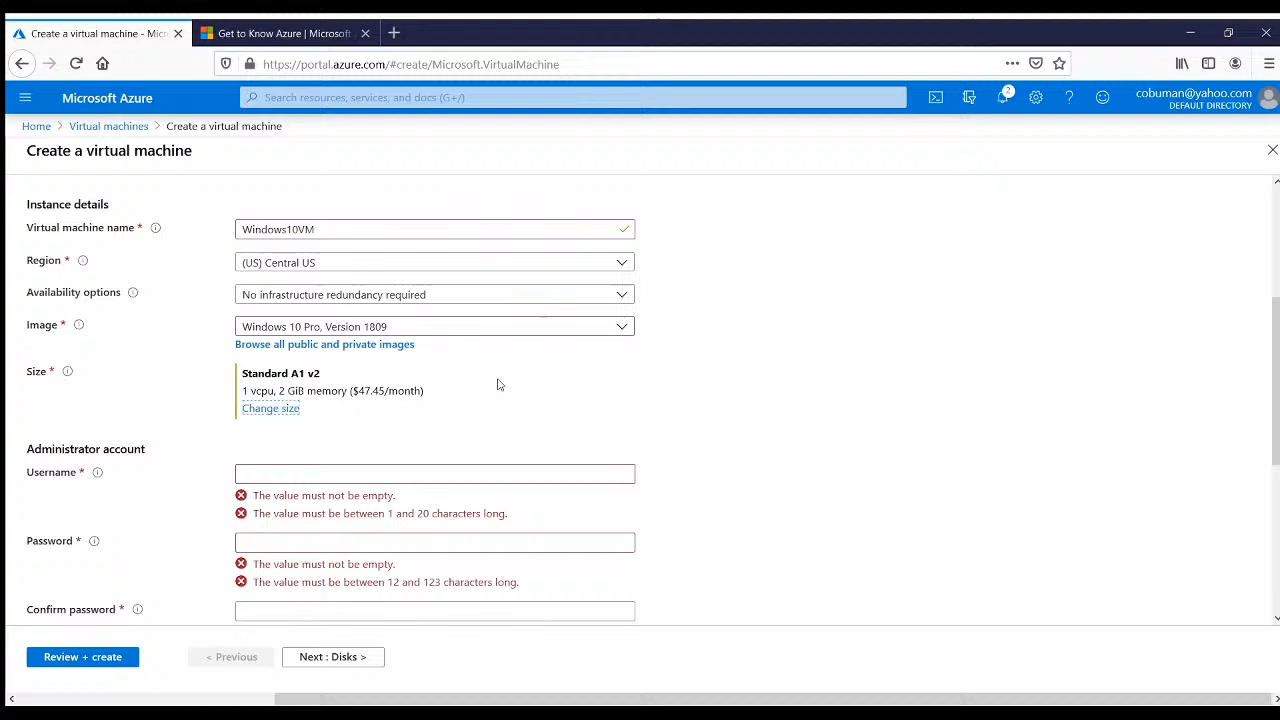 Create a virtual machine - Micr
Get to Know Azure | Microsoft
https://portal.azure.com/#create/Microsoft.VirtualMachine
Microsoft Azure
Search resources, services, and docs (G+/)
2
cobuman@yahoo.com
DEFAULT DIRECTORY
Home > Virtual machines > Create a virtual machine
Create a virtual machine
Instance details
Virtual machine name *
Windows10VM
Region *
(US) Central US
Availability options
No infrastructure redundancy required
Image *
Windows 10 Pro, Version 1809
Browse all public and private images
Size *
Standard A1 v2
1 vcpu, 2 GiB memory ($47.45/month)
Change size
Administrator account
Username *
The value must not be empty.
The value must be between 1 and 20 characters long.
Password *
The value must not be empty.
The value must be between 12 and 123 characters long.
Confirm password *
Review + create
< Previous
Next : Disks >